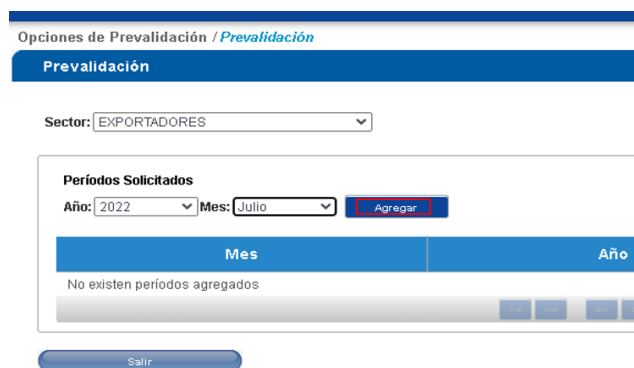 Opciones de Prevalidación / Prevalidación
Prevalidación
Sector: EXPORTADORES
Períodos Solicitados
Año: 2022 Mes: Julio Agregar
Mes Año
No existen períodos agregados
Salir